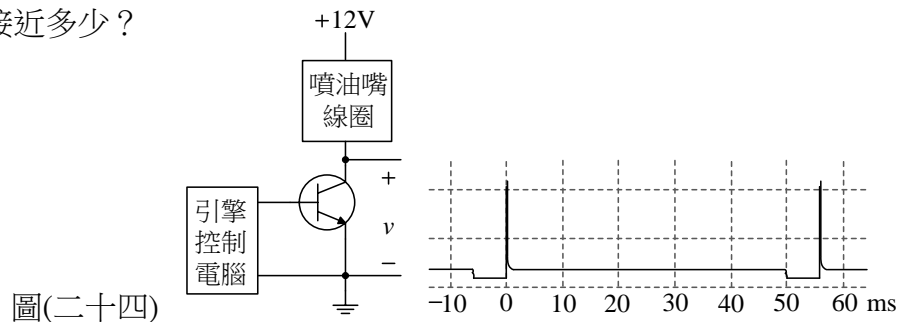 接近多少？
+12V
噴油嘴
線圈
+
v
−
引擎
控制
電腦
圖(二十四)
−10 0 10 20 30 40 50 60 ms